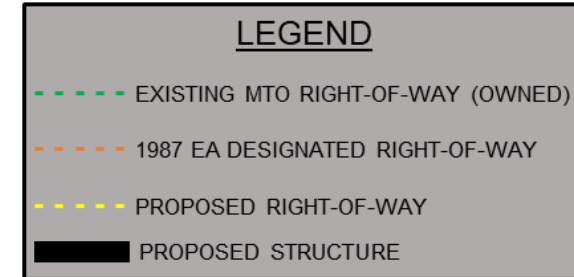 LEGEND
EXISTING MTO RIGHT-OF-WAY (OWNED)
1987 EA DESIGNATED RIGHT-OF-WAY
PROPOSED RIGHT-OF-WAY
PROPOSED STRUCTURE